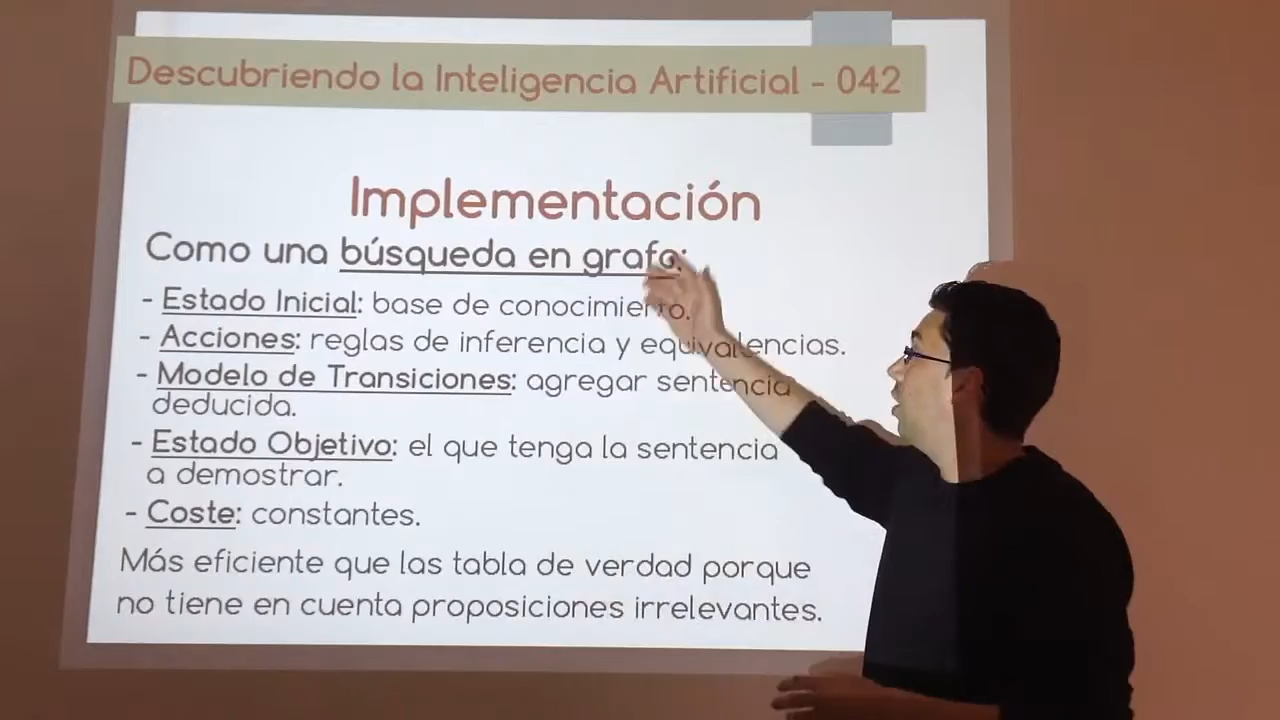 Descubriendo la Inteligencia Artificial - 042
Implementación
Como una búsqueda en grafo:
- Estado Inicial: base de conocimiento.
- Acciones: reglas de inferencia y equivalencias.
- Modelo de Transiciones: agregar sentencia
deducida.
- Estado Objetivo: el que tenga la sentencia
a demostrar.
- Coste: constantes.
Más eficiente que las tabla de verdad porque
no tiene en cuenta proposiciones irrelevantes.